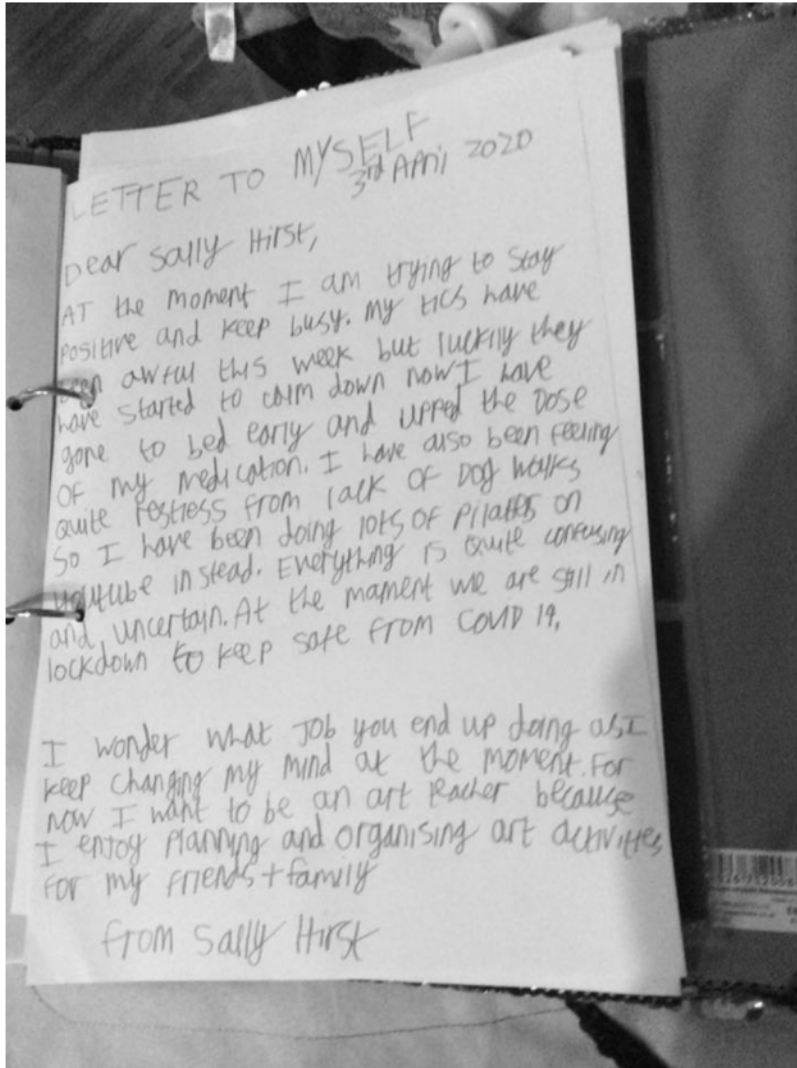 LETTER TO MYSELF
3rd April 2020
Dear Sally Hirst,
AT the moment I am trying to stay
positive and keep busy. My tics have
been awful this week but luckily they
have started to calm down now I have
gone to bed early and upped the Dose
OF my medication. I have also been feeling
quite restless from lack OF Dog walks
so I have been doing lots OF pilates on
youtube instead. Everything is quite confusing
and uncertain. At the mament we are still in
lockdown to keep safe from COVID 19.
I wonder what Job you end up doing as I
keep changing my mind at the moment. For
now I want to be an art teacher because
I enjoy planning and organising art activities
for my friends + family
from Sally Hirst